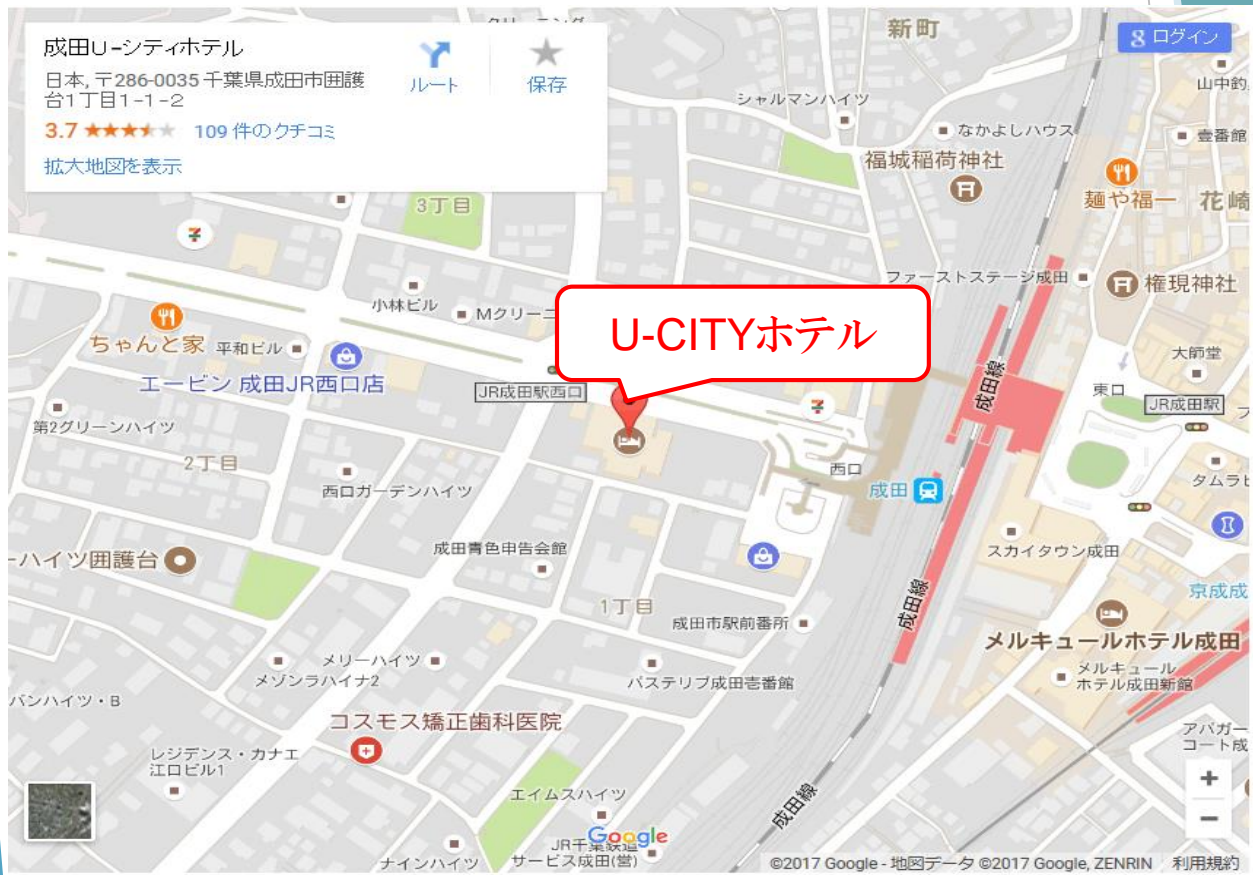 成田U-シティホテル
日本, 〒286-0035 千葉県成田市囲護
台1丁目1-1-2
3.7
109 件のクチコミ
拡大地図を表示
ルート
保存
新町
ログイン
山中釣
シャルマンハイツ
なかよしハウス
壹番館
福城稲荷神社
麺や福一
花崎
3丁目
ファーストステージ成田
権現神社
小林ビル
Mクリーニ
U-CITYホテル
ちゃんと家
平和ビル
エービン 成田JR西口店
JR成田駅西口
成田線
大師堂
東口
JR成田駅
第2グリーンハイツ
2丁目
西口ガーデンハイツ
西口
成田
タムラヒ
成田青色申告会館
スカイタウン成田
ーハイツ囲護台
1丁目
成田線
京成成
成田市駅前番所
メルキュールホテル成田
メリーハイツ
メゾンラハイナ2
パステリブ成田壱番館
メルキュール
ホテル成田新館
バンハイツ・B
コスモス矯正歯科医院
アパガー
コート成
レジデンス・カナエ
江口ビル1
エイムスハイツ
成田線
+
−
Google
JR千葉鉄道
サービス成田(営)
ナインハイツ
©2017 Google - 地図データ ©2017 Google, ZENRIN
利用規約